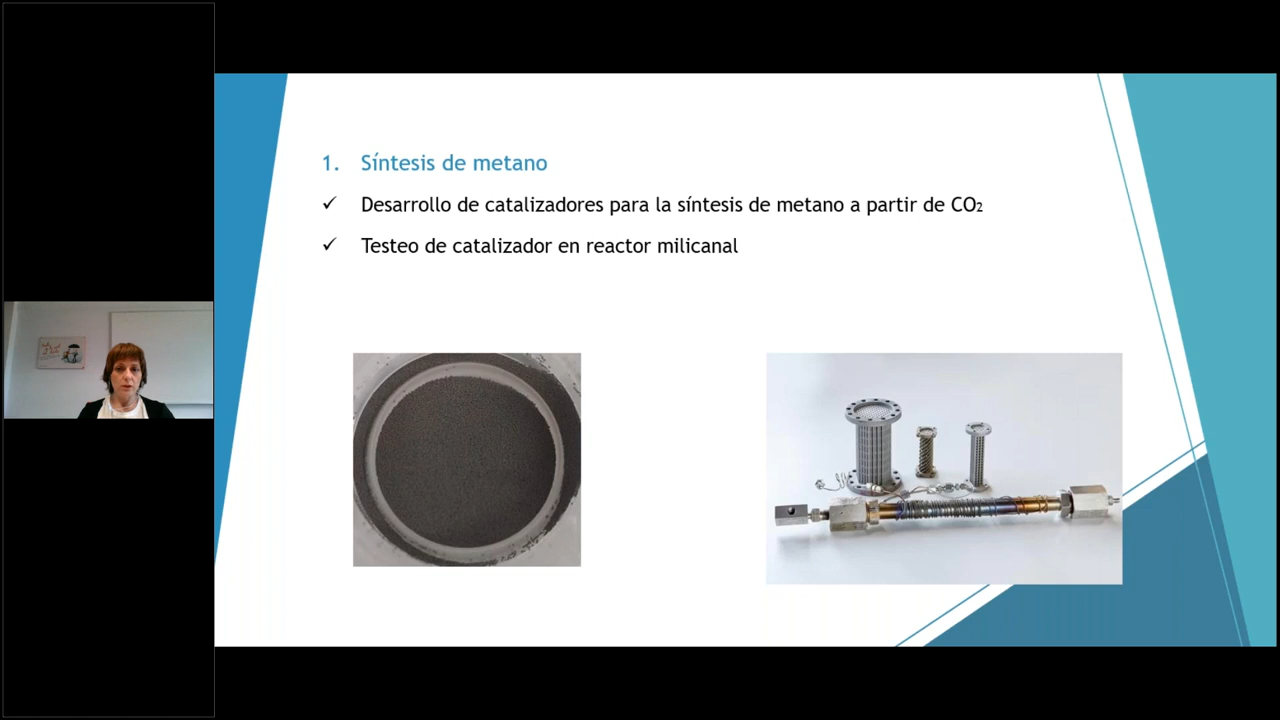 1. Síntesis de metano
✓ Desarrollo de catalizadores para la síntesis de metano a partir de CO₂
✓ Testeo de catalizador en reactor milicanal